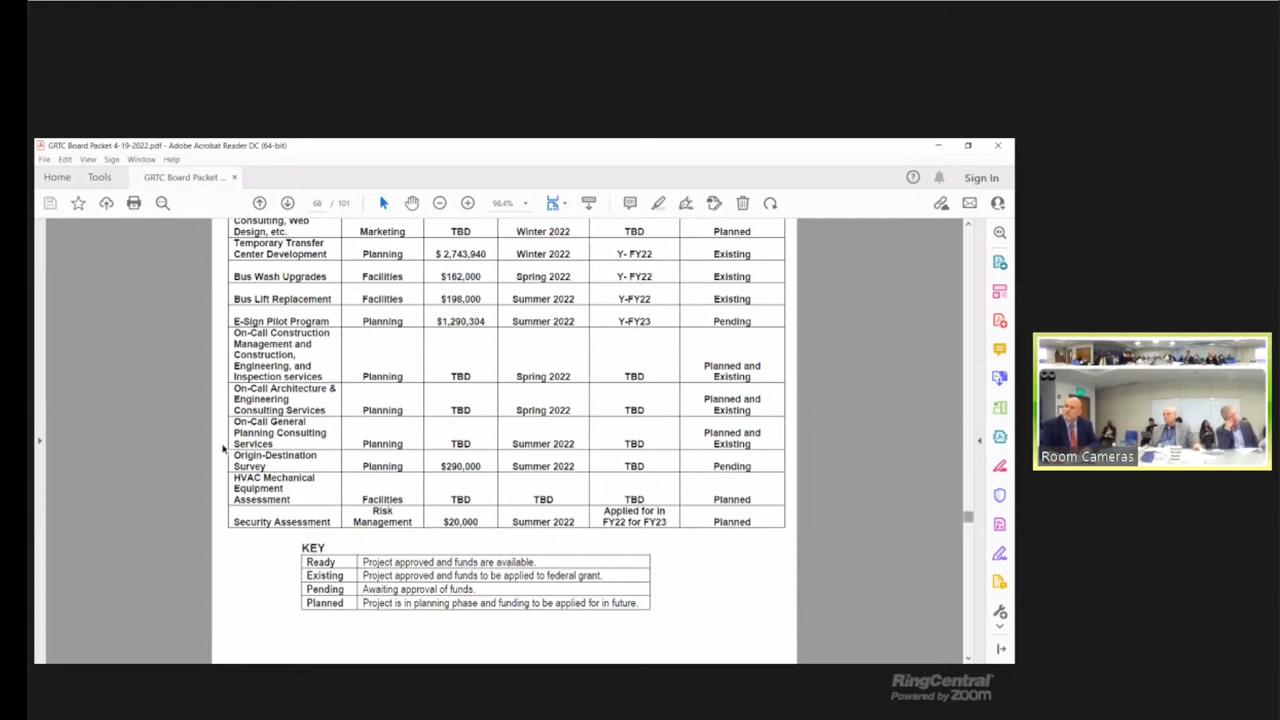 GRTC Board Packet 4-19-2022.pdf - Adobe Acrobat Reader DC (64-bit)
File Edit View Sign Window Help
Home Tools GRTC Board Packet ... × Sign In
68 / 101 98.4%
Consulting, Web
Design, etc. Marketing TBD Winter 2022 TBD Planned
Temporary Transfer
Center Development Planning $ 2,743,940 Winter 2022 Y- FY22 Existing
Bus Wash Upgrades Facilities $162,000 Spring 2022 Y- FY22 Existing
Bus Lift Replacement Facilities $198,000 Summer 2022 Y-FY22 Existing
E-Sign Pilot Program Planning $1,290,304 Summer 2022 Y-FY23 Pending
On-Call Construction
Management and
Construction,
Engineering, and Planned and
Inspection services Planning TBD Spring 2022 TBD Existing
On-Call Architecture &
Engineering Planned and
Consulting Services Planning TBD Spring 2022 TBD Existing
On-Call General
Planning Consulting Planned and
Services Planning TBD Summer 2022 TBD Existing
Origin-Destination
Survey Planning $290,000 Summer 2022 TBD Pending
HVAC Mechanical
Equipment
Assessment Facilities TBD TBD TBD Planned
Risk Applied for in
Security Assessment Management $20,000 Summer 2022 FY22 for FY23 Planned
KEY
Ready Project approved and funds are available.
Existing Project approved and funds to be applied to federal grant.
Pending Awaiting approval of funds.
Planned Project is in planning phase and funding to be applied for in future.
Room Cameras
RingCentral
Powered by zoom